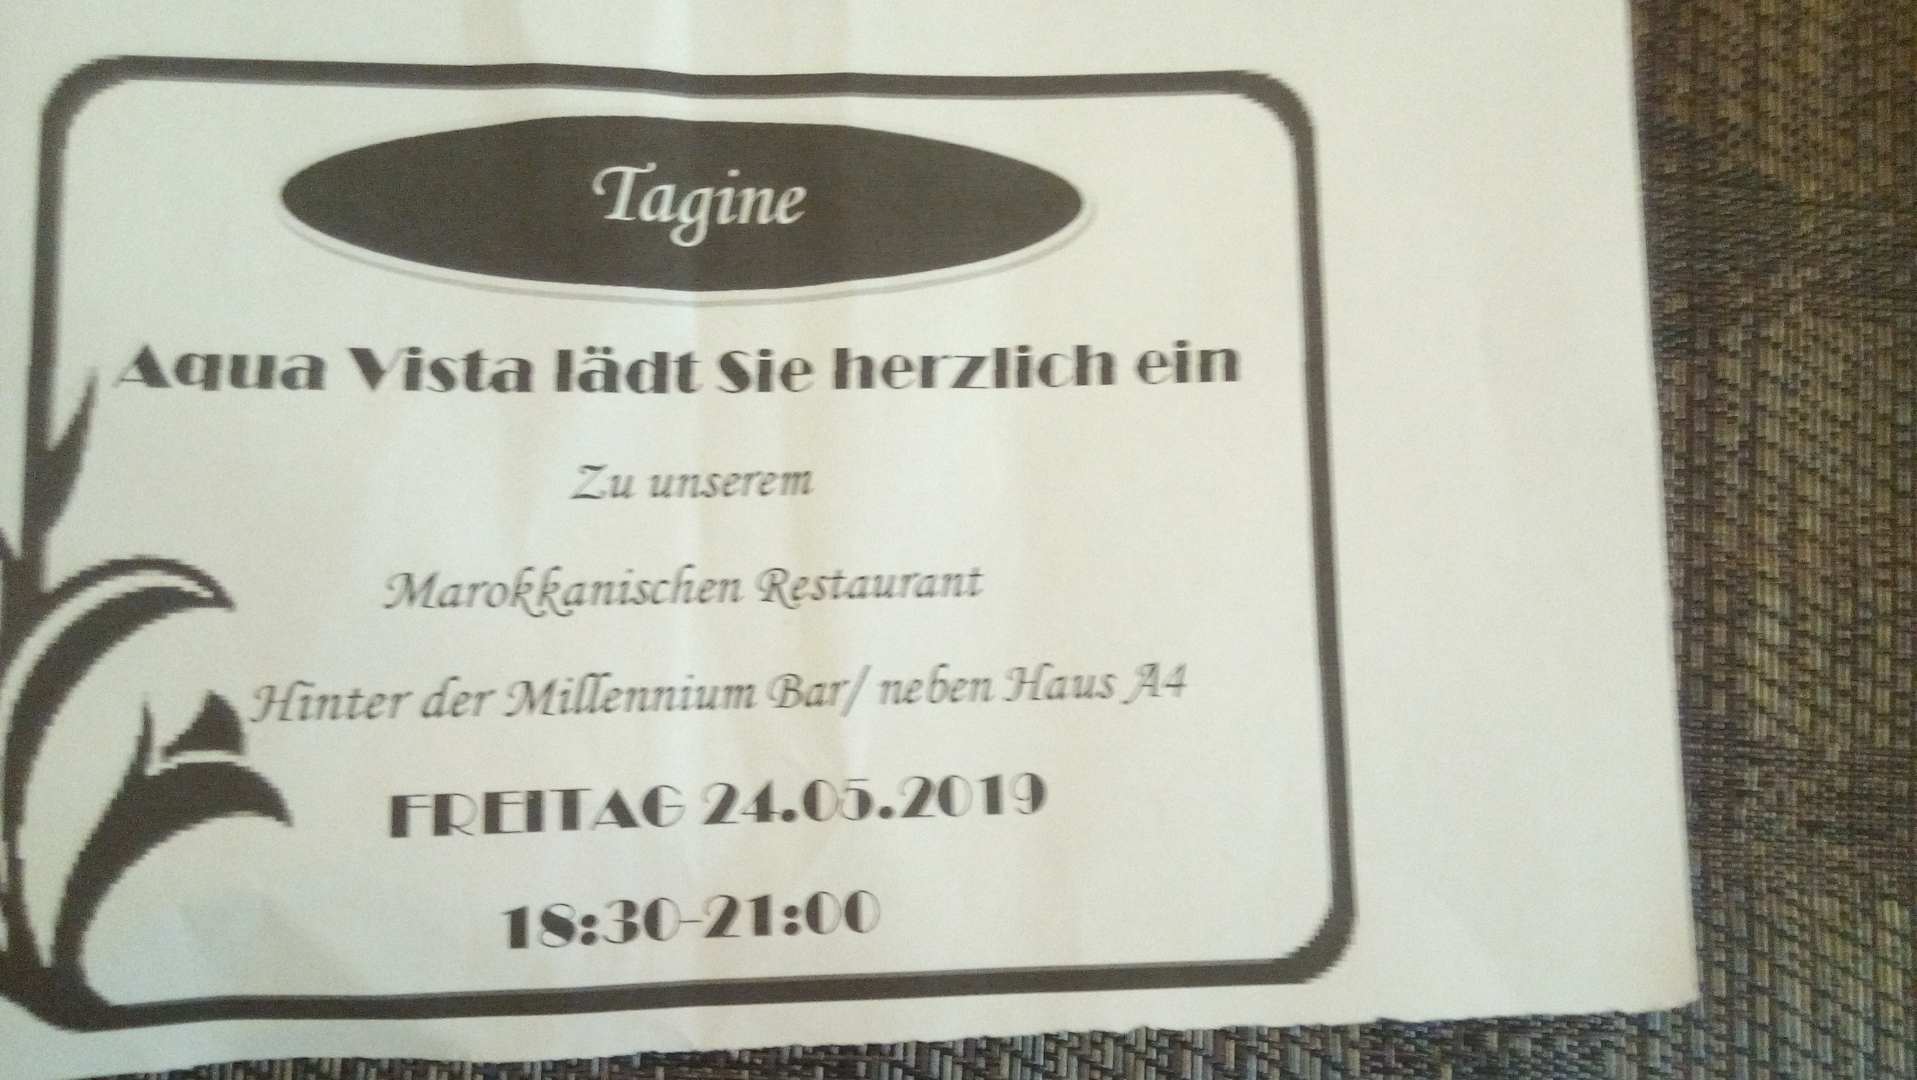 Tagine
Aqua Vista lädt Sie herzlich ein
Zu unserem
Marokkanischen Restaurant
Hinter der Millennium Bar/ neben Haus A4
FREITAG 24.05.2019
18:30-21:00